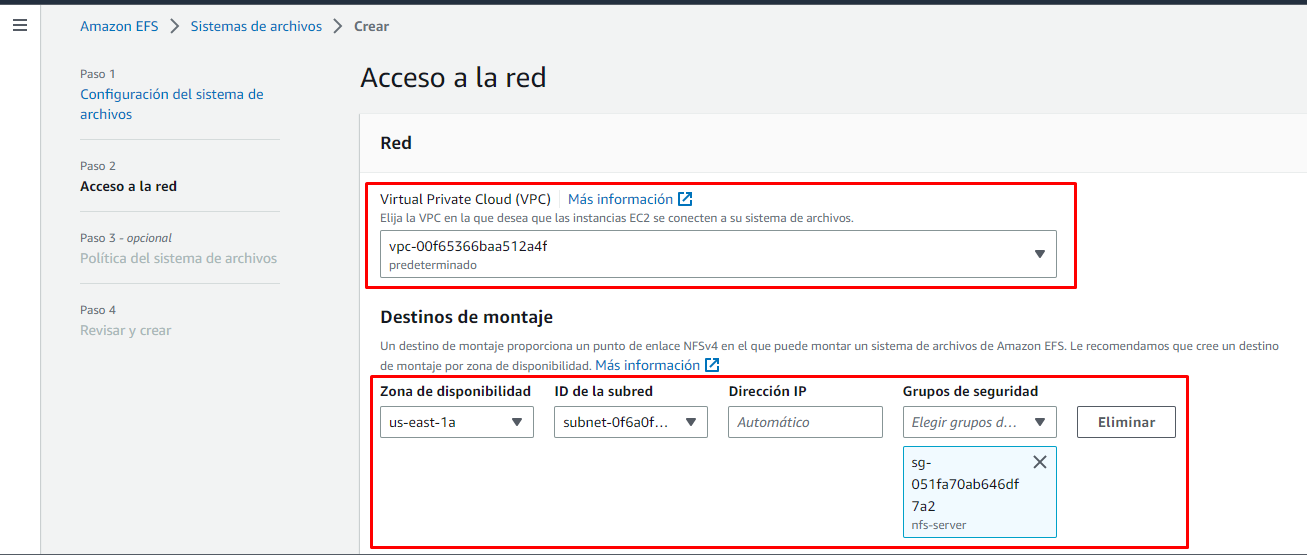 Amazon EFS > Sistemas de archivos > Crear
Paso 1
Configuración del sistema de
archivos
Paso 2
Acceso a la red
Paso 3 - opcional
Política del sistema de archivos
Paso 4
Revisar y crear
Acceso a la red
Red
Virtual Private Cloud (VPC) Más información
Elija la VPC en la que desea que las instancias EC2 se conecten a su sistema de archivos.
vpc-00f65366baa512a4f
predeterminado
Destinos de montaje
Un destino de montaje proporciona un punto de enlace NFSv4 en el que puede montar un sistema de archivos de Amazon EFS. Le recomendamos que cree un destino
de montaje por zona de disponibilidad. Más información
Zona de disponibilidad ID de la subred Dirección IP Grupos de seguridad
us-east-1a subnet-0f6a0f... Automático Elegir grupos d... Eliminar
sg-
051fa70ab646df
7a2
nfs-server